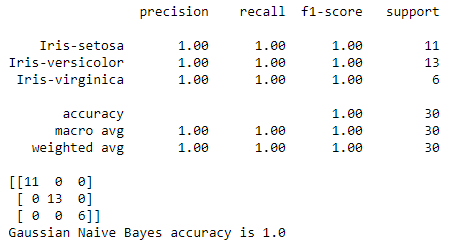 precision recall f1-score support
Iris-setosa 1.00 1.00 1.00 11
Iris-versicolor 1.00 1.00 1.00 13
Iris-virginica 1.00 1.00 1.00 6
accuracy 1.00 30
macro avg 1.00 1.00 1.00 30
weighted avg 1.00 1.00 1.00 30
[[11 0 0]
[ 0 13 0]
[ 0 0 6]]
Gaussian Naive Bayes accuracy is 1.0